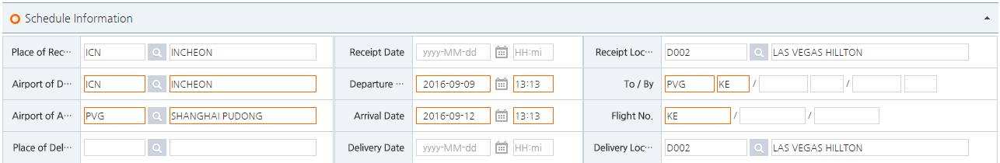 Schedule Information
Place of Rec··· ICN INCHEON Receipt Date yyyy-MM-dd HH:mi Receipt Loc··· D002 LAS VEGAS HILLTON
Airport of D··· ICN INCHEON Departure ··· 2016-09-09 13:13 To / By PVG KE / /
Airport of A··· PVG SHANGHAI PUDONG Arrival Date 2016-09-12 13:13 Flight No. KE / /
Place of Del··· Delivery Date yyyy-MM-dd HH:mi Delivery Loc··· D002 LAS VEGAS HILLTON